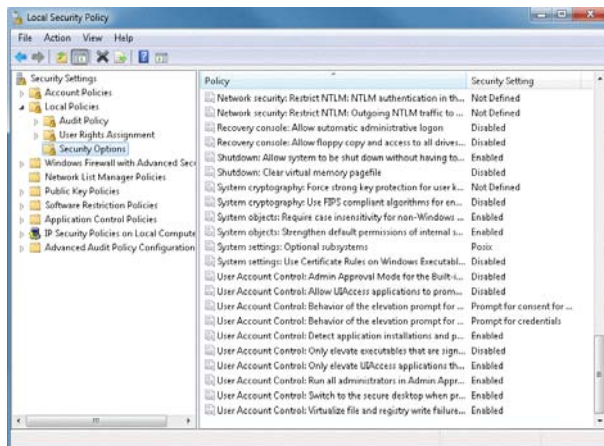 Local Security Policy
File Action View Help
Security Settings
Account Policies
Local Policies
Audit Policy
User Rights Assignment
Security Options
Windows Firewall with Advanced Secu
Network List Manager Policies
Public Key Policies
Software Restriction Policies
Application Control Policies
IP Security Policies on Local Compute
Advanced Audit Policy Configuration
Policy Security Setting
Network security: Restrict NTLM: NTLM authentication in th... Not Defined
Network security: Restrict NTLM: Outgoing NTLM traffic to ... Not Defined
Recovery console: Allow automatic administrative logon Disabled
Recovery console: Allow floppy copy and access to all drives... Disabled
Shutdown: Allow system to be shut down without having to... Enabled
Shutdown: Clear virtual memory pagefile Disabled
System cryptography: Force strong key protection for user k... Not Defined
System cryptography: Use FIPS compliant algorithms for en... Disabled
System objects: Require case insensitivity for non-Windows ... Enabled
System objects: Strengthen default permissions of internal s... Enabled
System settings: Optional subsystems Posix
System settings: Use Certificate Rules on Windows Executabl... Disabled
User Account Control: Admin Approval Mode for the Built-i... Disabled
User Account Control: Allow UIAccess applications to prom... Disabled
User Account Control: Behavior of the elevation prompt for ... Prompt for consent for ...
User Account Control: Behavior of the elevation prompt for ... Prompt for credentials
User Account Control: Detect application installations and p... Enabled
User Account Control: Only elevate executables that are sign... Disabled
User Account Control: Only elevate UIAccess applications th... Enabled
User Account Control: Run all administrators in Admin Appr... Enabled
User Account Control: Switch to the secure desktop when pr... Enabled
User Account Control: Virtualize file and registry write failure... Enabled